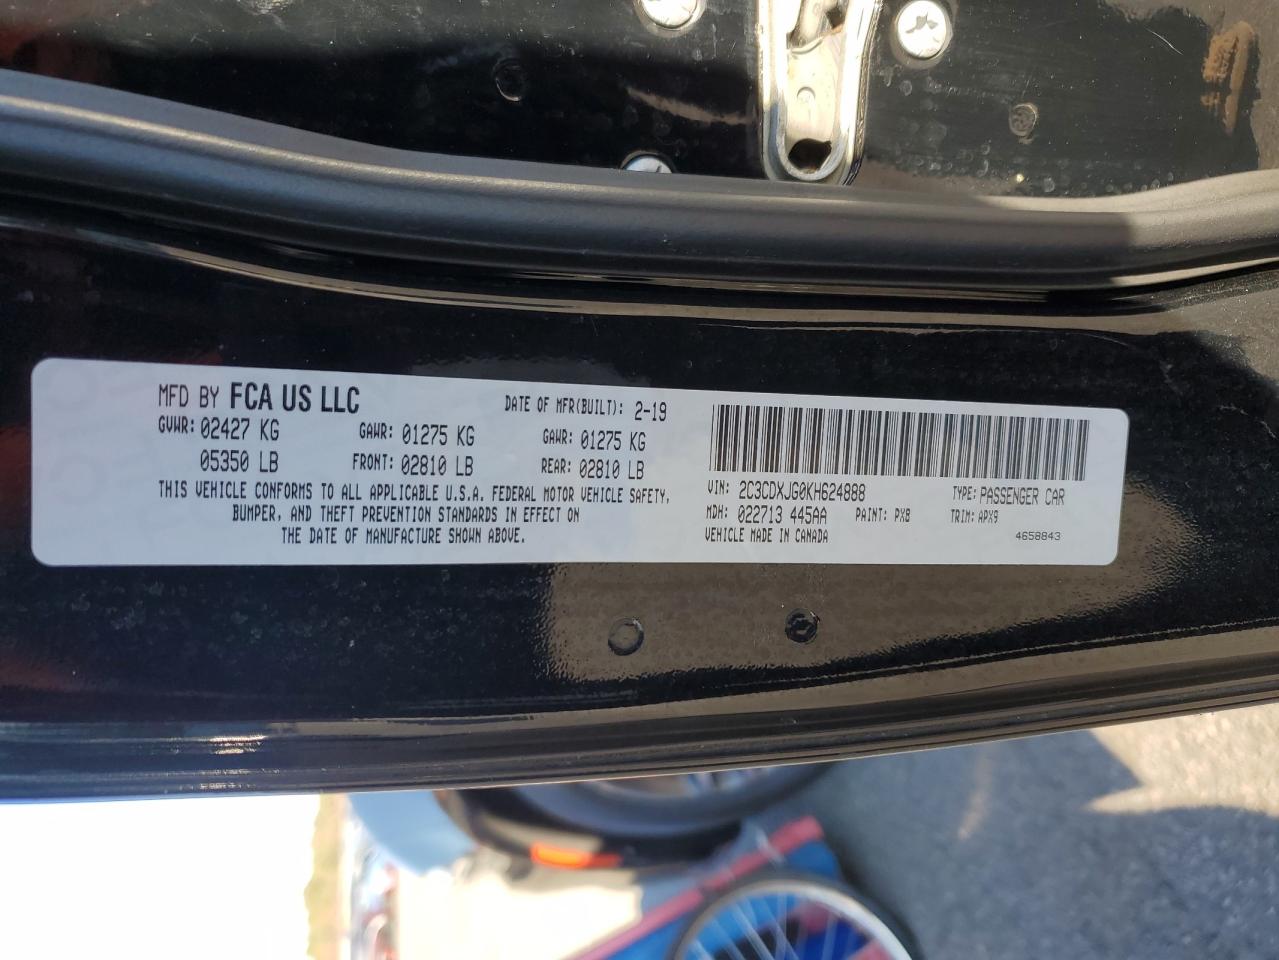 MFD BY FCA US LLC DATE OF MFR(BUILT): 2-19
GVWR: 02427 KG GAWR: 01275 KG GAWR: 01275 KG
05350 LB FRONT: 02810 LB REAR: 02810 LB
THIS VEHICLE CONFORMS TO ALL APPLICABLE U.S.A. FEDERAL MOTOR VEHICLE SAFETY,
BUMPER, AND THEFT PREVENTION STANDARDS IN EFFECT ON
THE DATE OF MANUFACTURE SHOWN ABOVE.
VIN: 2C3CDXJG0KH624888 TYPE: PASSENGER CAR
MDH: 022713 445AA PAINT: PX8 TRIM: APX9
VEHICLE MADE IN CANADA 4658843